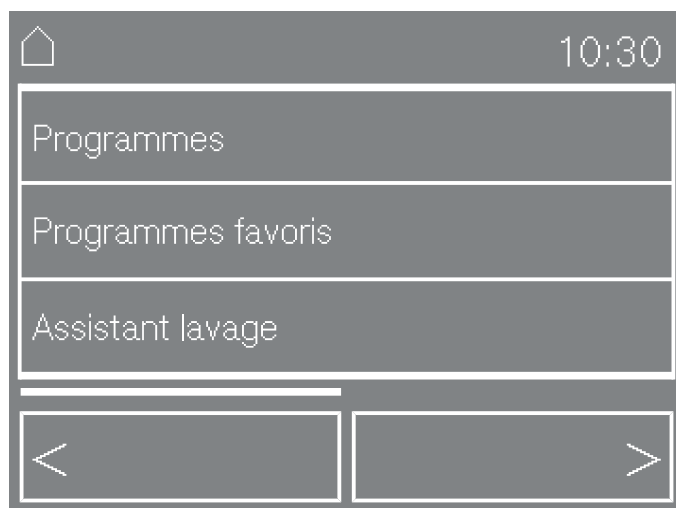 10:30
Programmes
Programmes favoris
Assistant lavage
< >